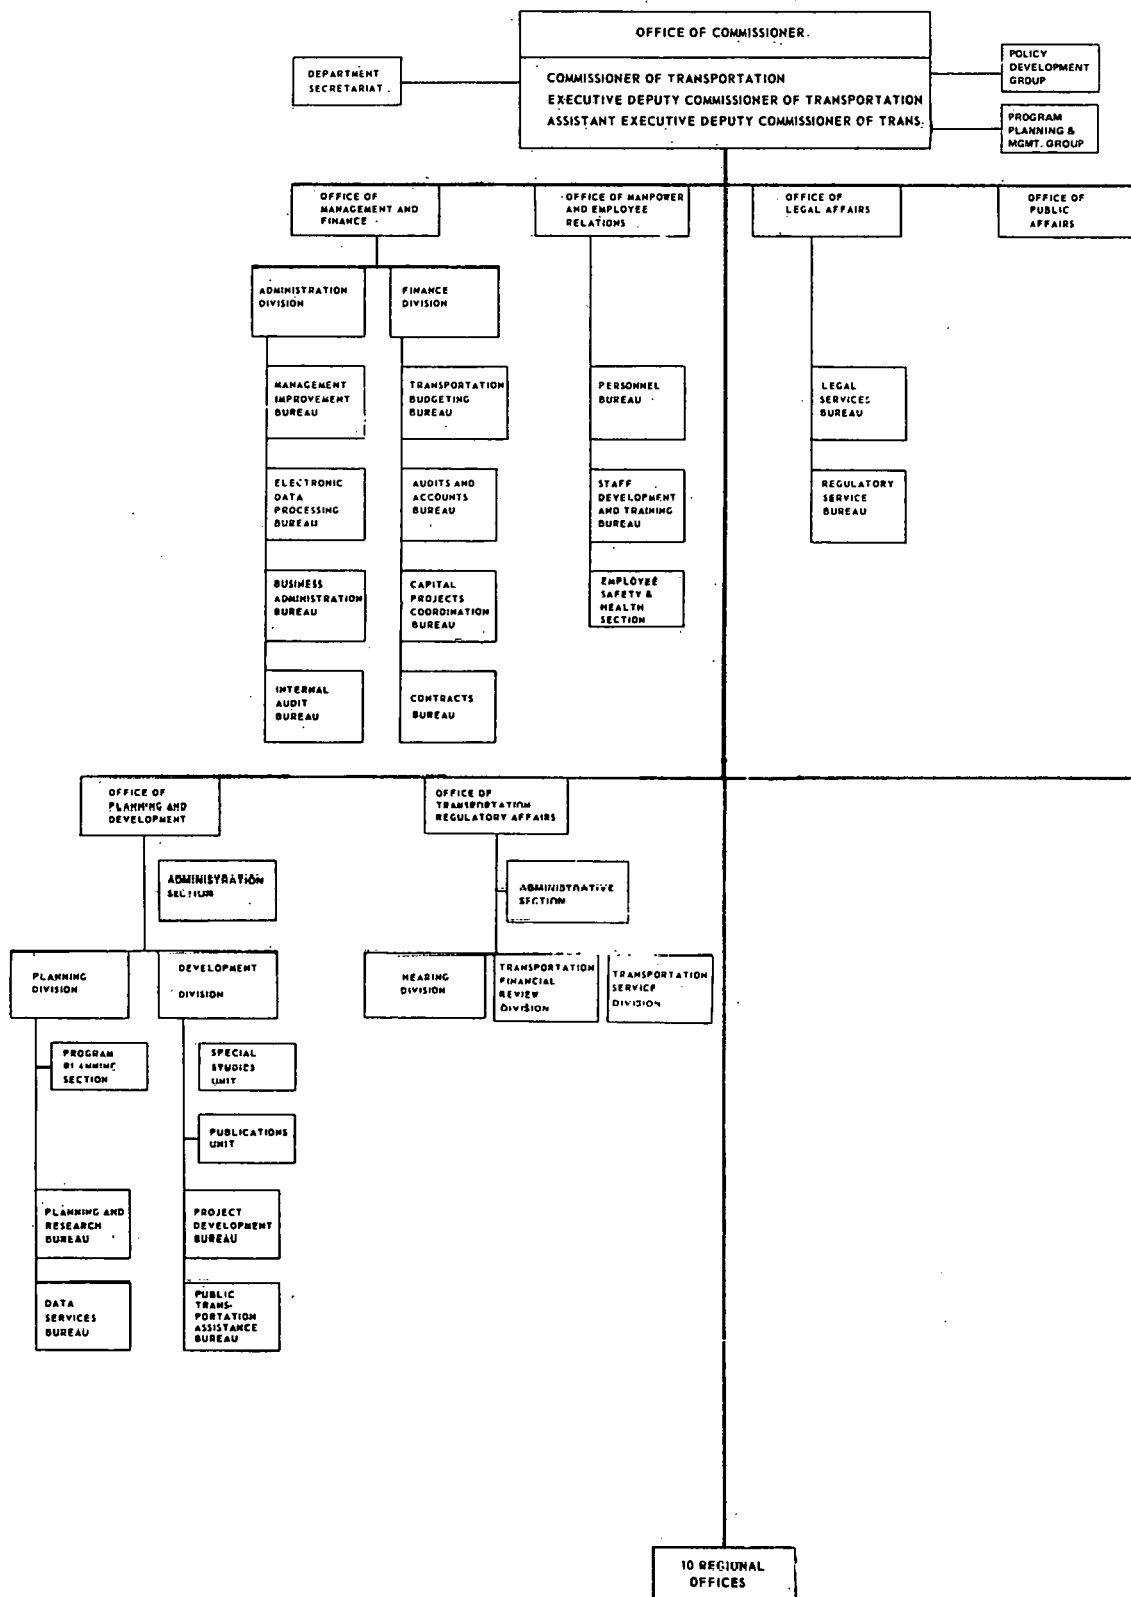 OFFICE OF COMMISSIONER
COMMISSIONER OF TRANSPORTATION
EXECUTIVE DEPUTY COMMISSIONER OF TRANSPORTATION
ASSISTANT EXECUTIVE DEPUTY COMMISSIONER OF TRANS.
DEPARTMENT
SECRETARIAT
POLICY
DEVELOPMENT
GROUP
PROGRAM
PLANNING &
MGMT. GROUP
OFFICE OF
MANAGEMENT AND
FINANCE
OFFICE OF MANPOWER
AND EMPLOYEE
RELATIONS
OFFICE OF
LEGAL AFFAIRS
OFFICE OF
PUBLIC
AFFAIRS
ADMINISTRATION
DIVISION
FINANCE
DIVISION
MANAGEMENT
IMPROVEMENT
BUREAU
TRANSPORTATION
BUDGETING
BUREAU
PERSONNEL
BUREAU
LEGAL
SERVICES
BUREAU
ELECTRONIC
DATA
PROCESSING
BUREAU
AUDITS AND
ACCOUNTS
BUREAU
STAFF
DEVELOPMENT
AND TRAINING
BUREAU
REGULATORY
SERVICE
BUREAU
BUSINESS
ADMINISTRATION
BUREAU
CAPITAL
PROJECTS
COORDINATION
BUREAU
EMPLOYEE
SAFETY &
HEALTH
SECTION
INTERNAL
AUDIT
BUREAU
CONTRACTS
BUREAU
OFFICE OF
PLANNING AND
DEVELOPMENT
OFFICE OF
TRANSPORTATION
REGULATORY AFFAIRS
ADMINISTRATION
SECTION
ADMINISTRATIVE
SECTION
PLANNING
DIVISION
DEVELOPMENT
DIVISION
HEARING
DIVISION
TRANSPORTATION
FINANCIAL
REVIEW
DIVISION
TRANSPORTATION
SERVICE
DIVISION
PROGRAM
PLANNING
SECTION
SPECIAL
STUDIES
UNIT
PUBLICATIONS
UNIT
PLANNING AND
RESEARCH
BUREAU
PROJECT
DEVELOPMENT
BUREAU
DATA
SERVICES
BUREAU
PUBLIC
TRANS-
PORTATION
ASSISTANCE
BUREAU
10 REGIONAL
OFFICES